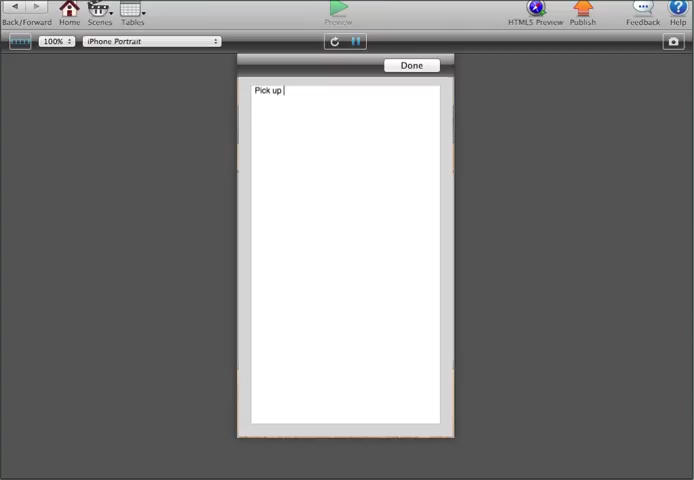 Back/Forward Home Scenes Tables Preview HTML5 Preview Publish Feedback Help
100% iPhone Portrait
Done
Pick up